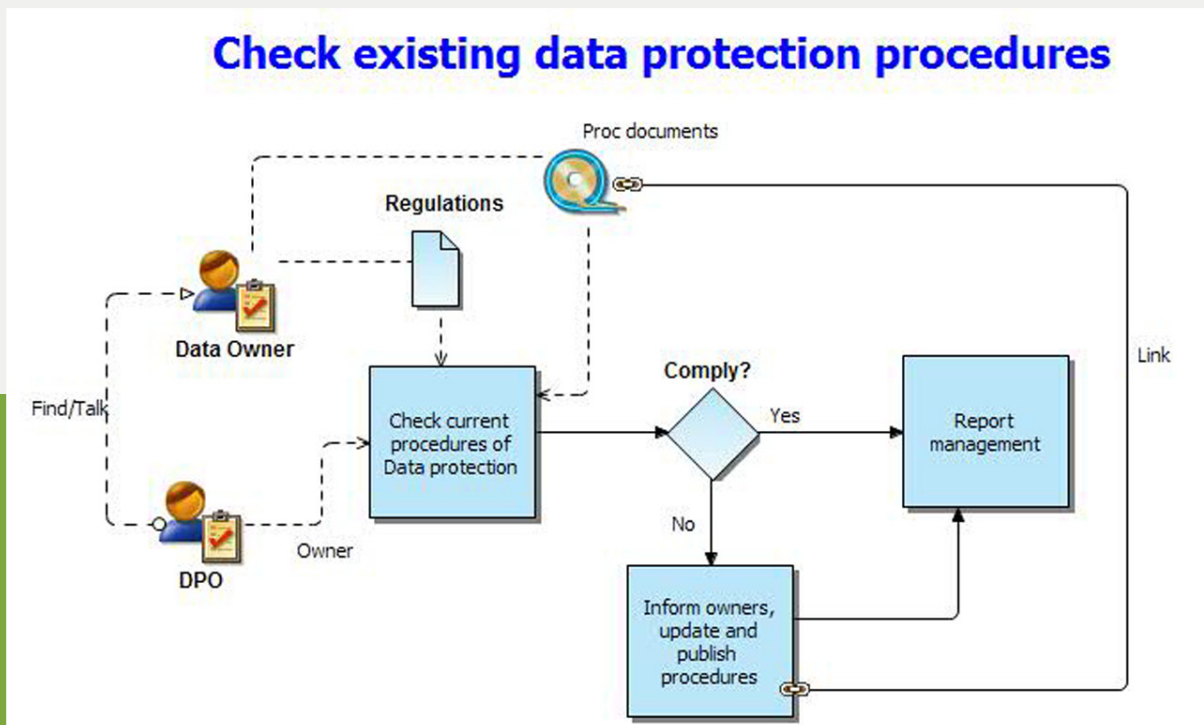 Check existing data protection procedures
Proc documents
Regulations
Data Owner
Link
Comply?
Find/Talk
Check current
procedures of
Data protection
Yes
Report
management
No
Owner
DPO
Inform owners,
update and
publish
procedures